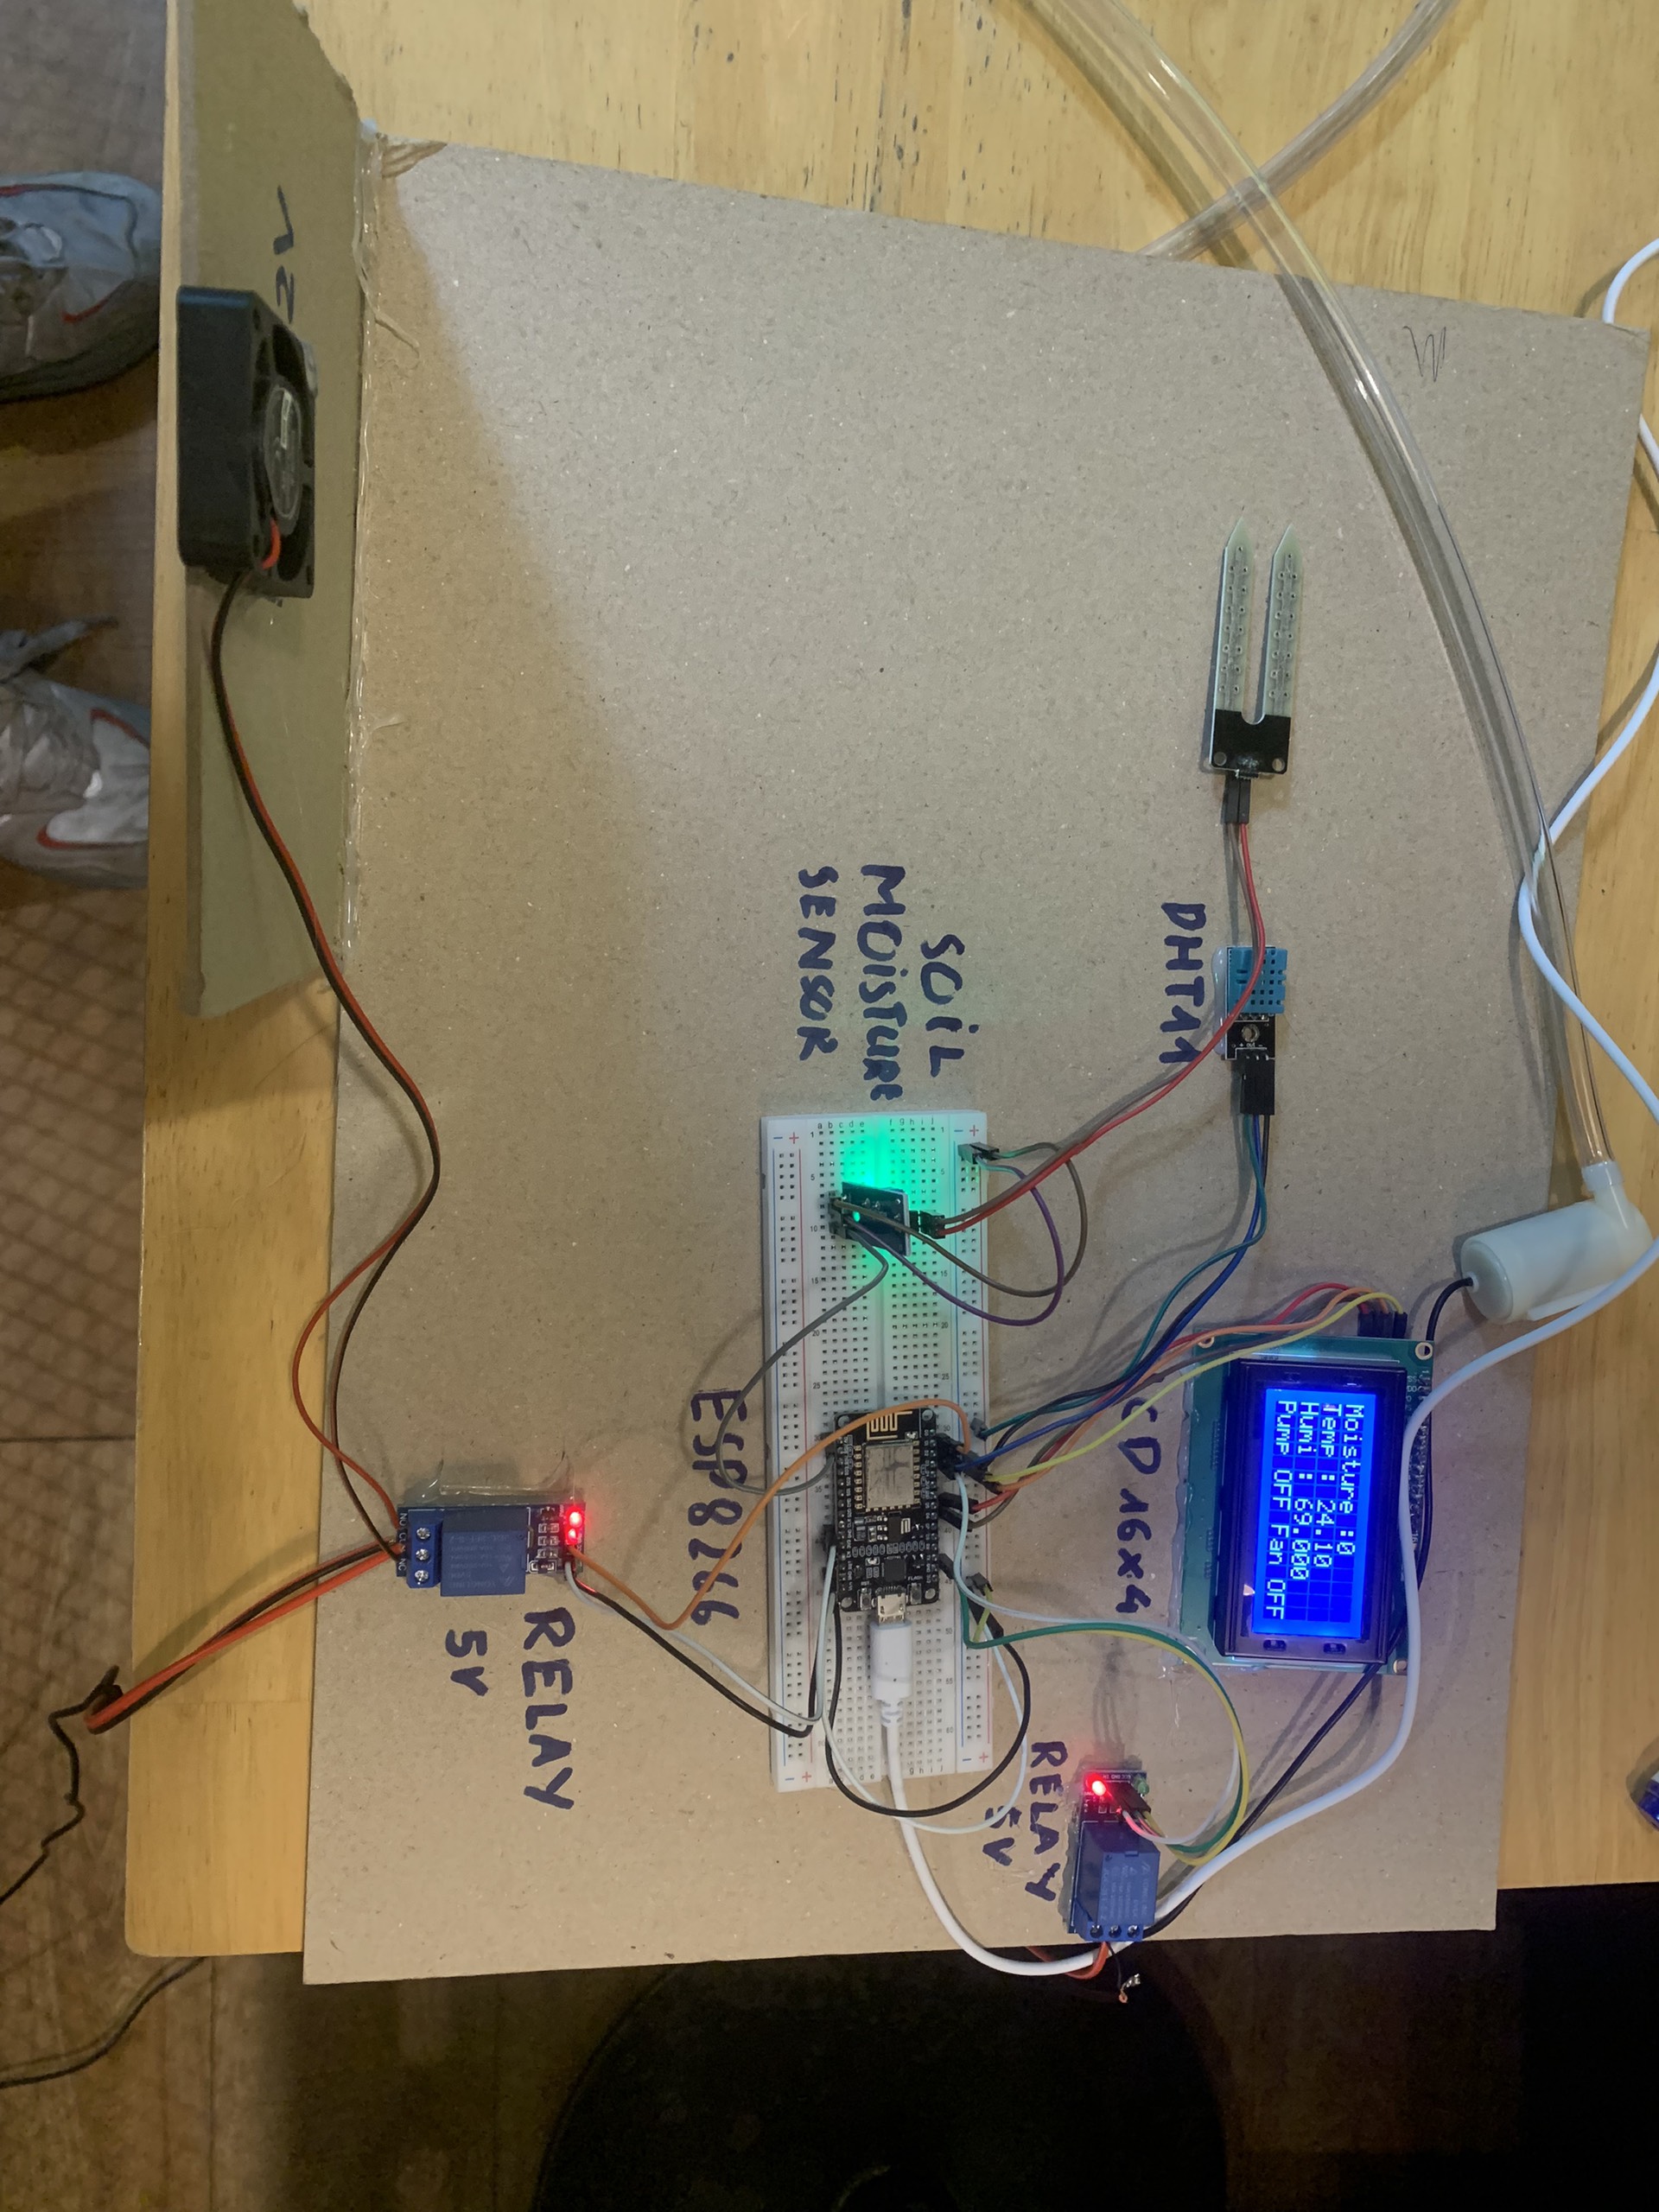 Moisture :0
Temp : 24.10
Humi : 69.000
Pump OFF Fan OFF
DHT11
CD 16x4
RELAY
5V
SOIL
MOISTURE
SENSOR
ESP8266
RELAY
5V
NO COM NC
2V